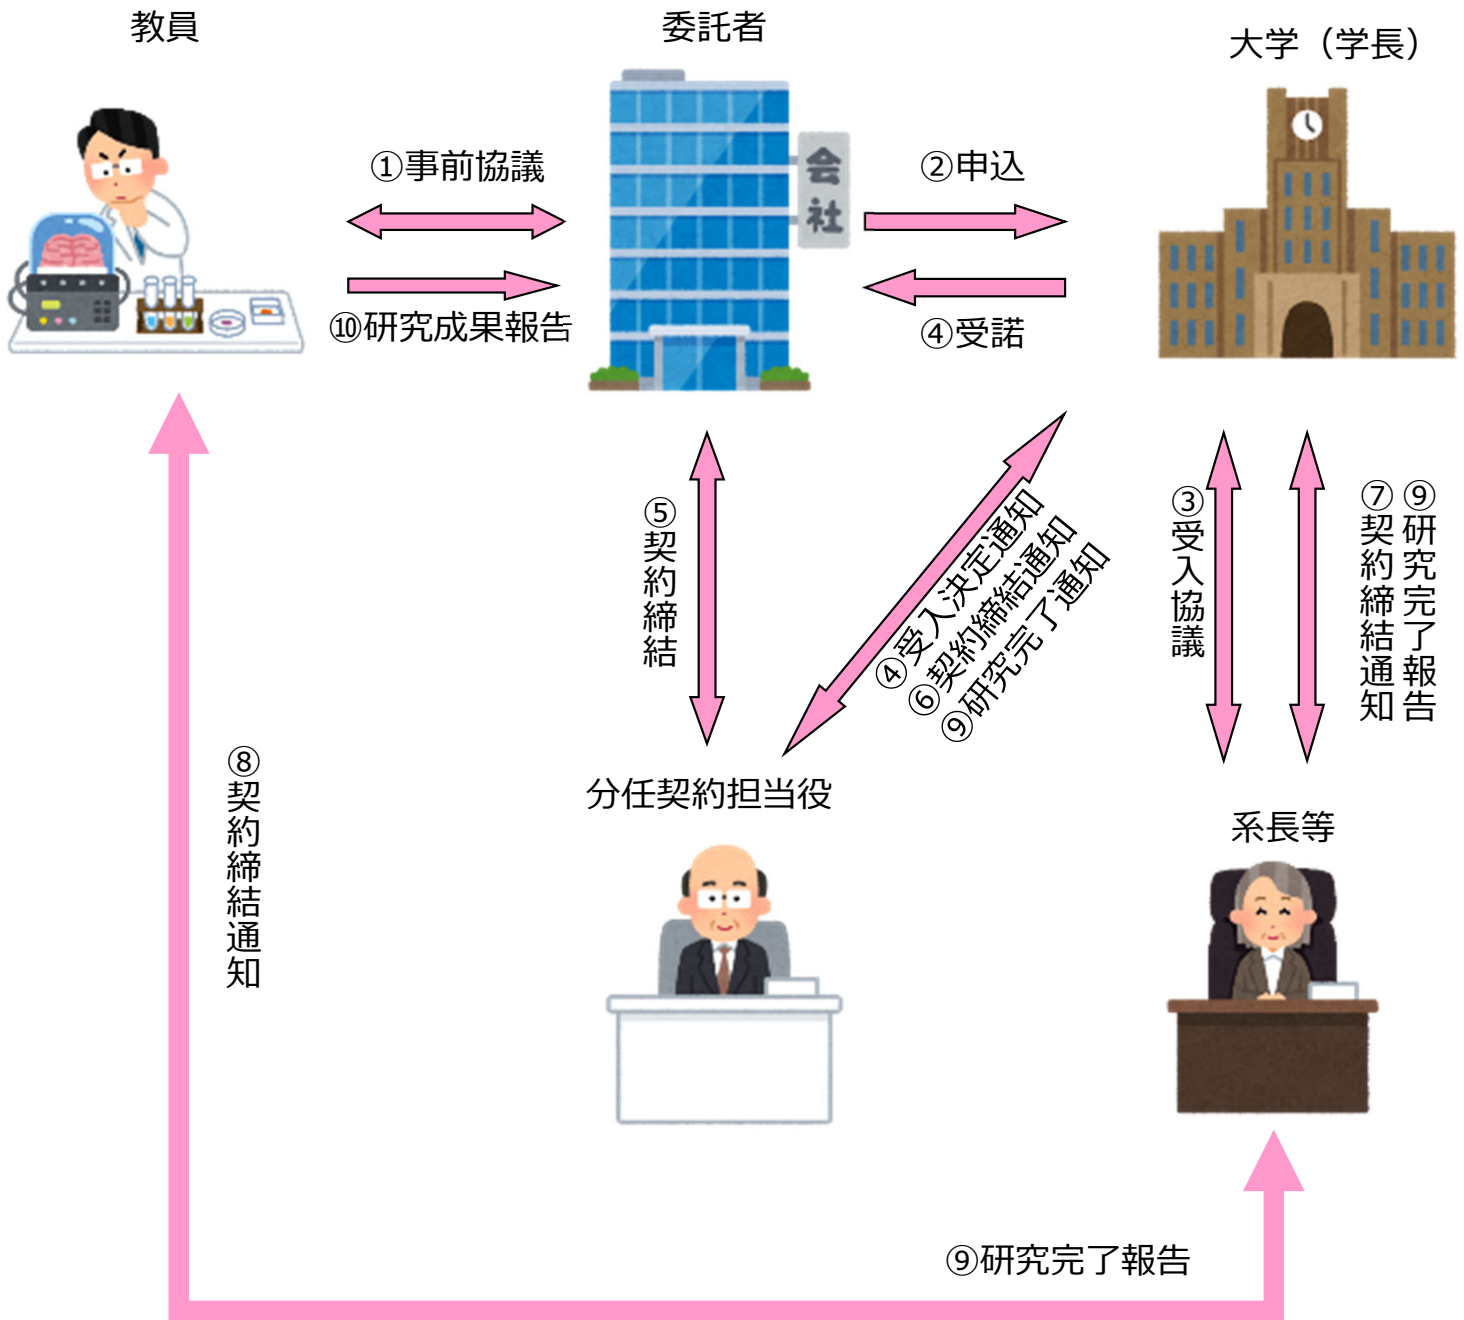 教員
委託者
大学（学長）
①事前協議
会社
②申込
⑩研究成果報告
④受諾
⑤契約締結
④受入決定通知
⑥契約締結通知
⑨研究完了通知
③受入協議
⑨研究完了報告
⑦契約締結通知
⑧契約締結通知
分任契約担当役
系長等
⑨研究完了報告